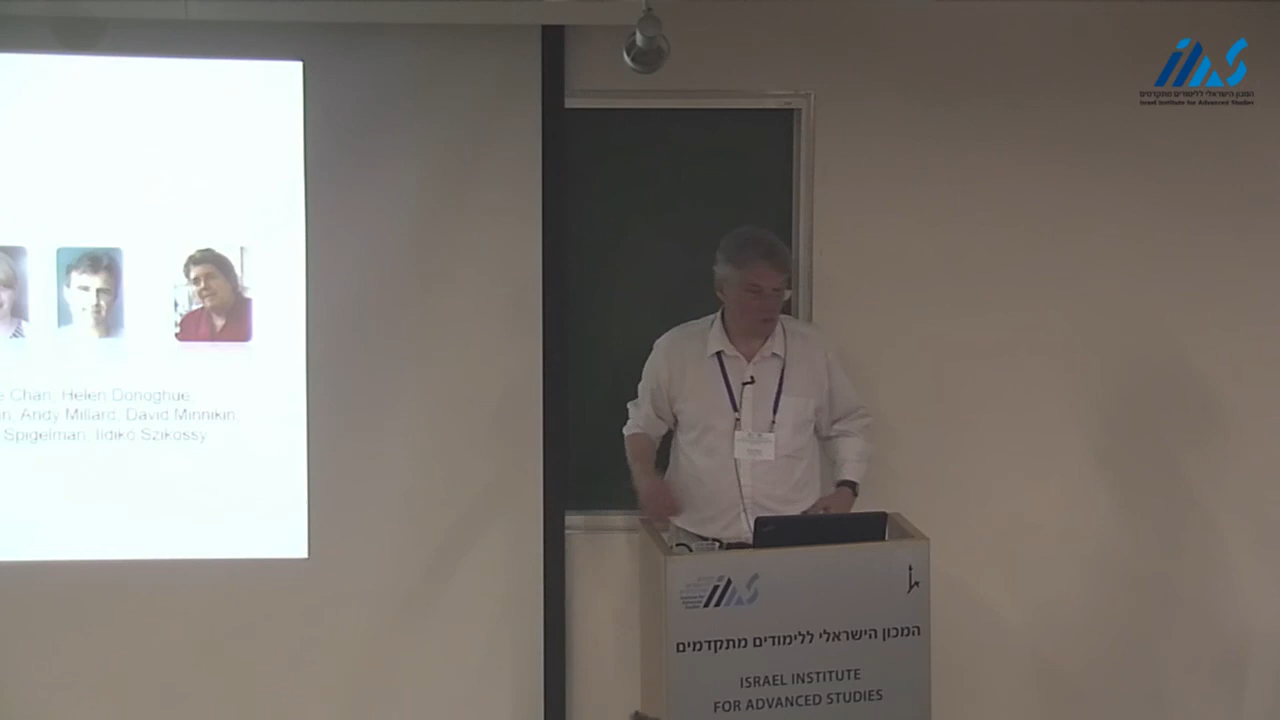 המכון הישראלי ללימודים מתקדמים
Israel Institute for Advanced Studies
e Chan, Helen Donoghue,
n, Andy Millard, David Minnikin,
Spigelman, Ildikó Szikossy
המכון הישראלי ללימודים מתקדמים
ISRAEL INSTITUTE
FOR ADVANCED STUDIES